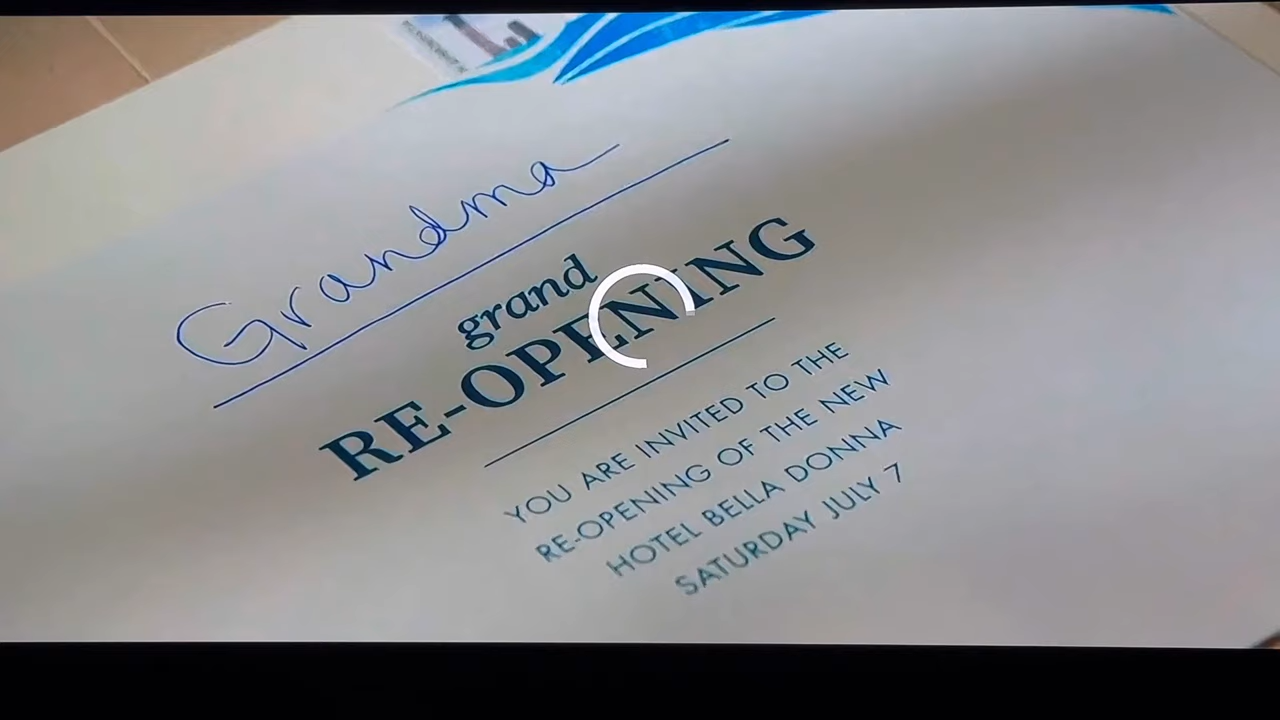 Grandma
grand
RE-OPENING
YOU ARE INVITED TO THE
RE-OPENING OF THE NEW
HOTEL BELLA DONNA
SATURDAY JULY 7